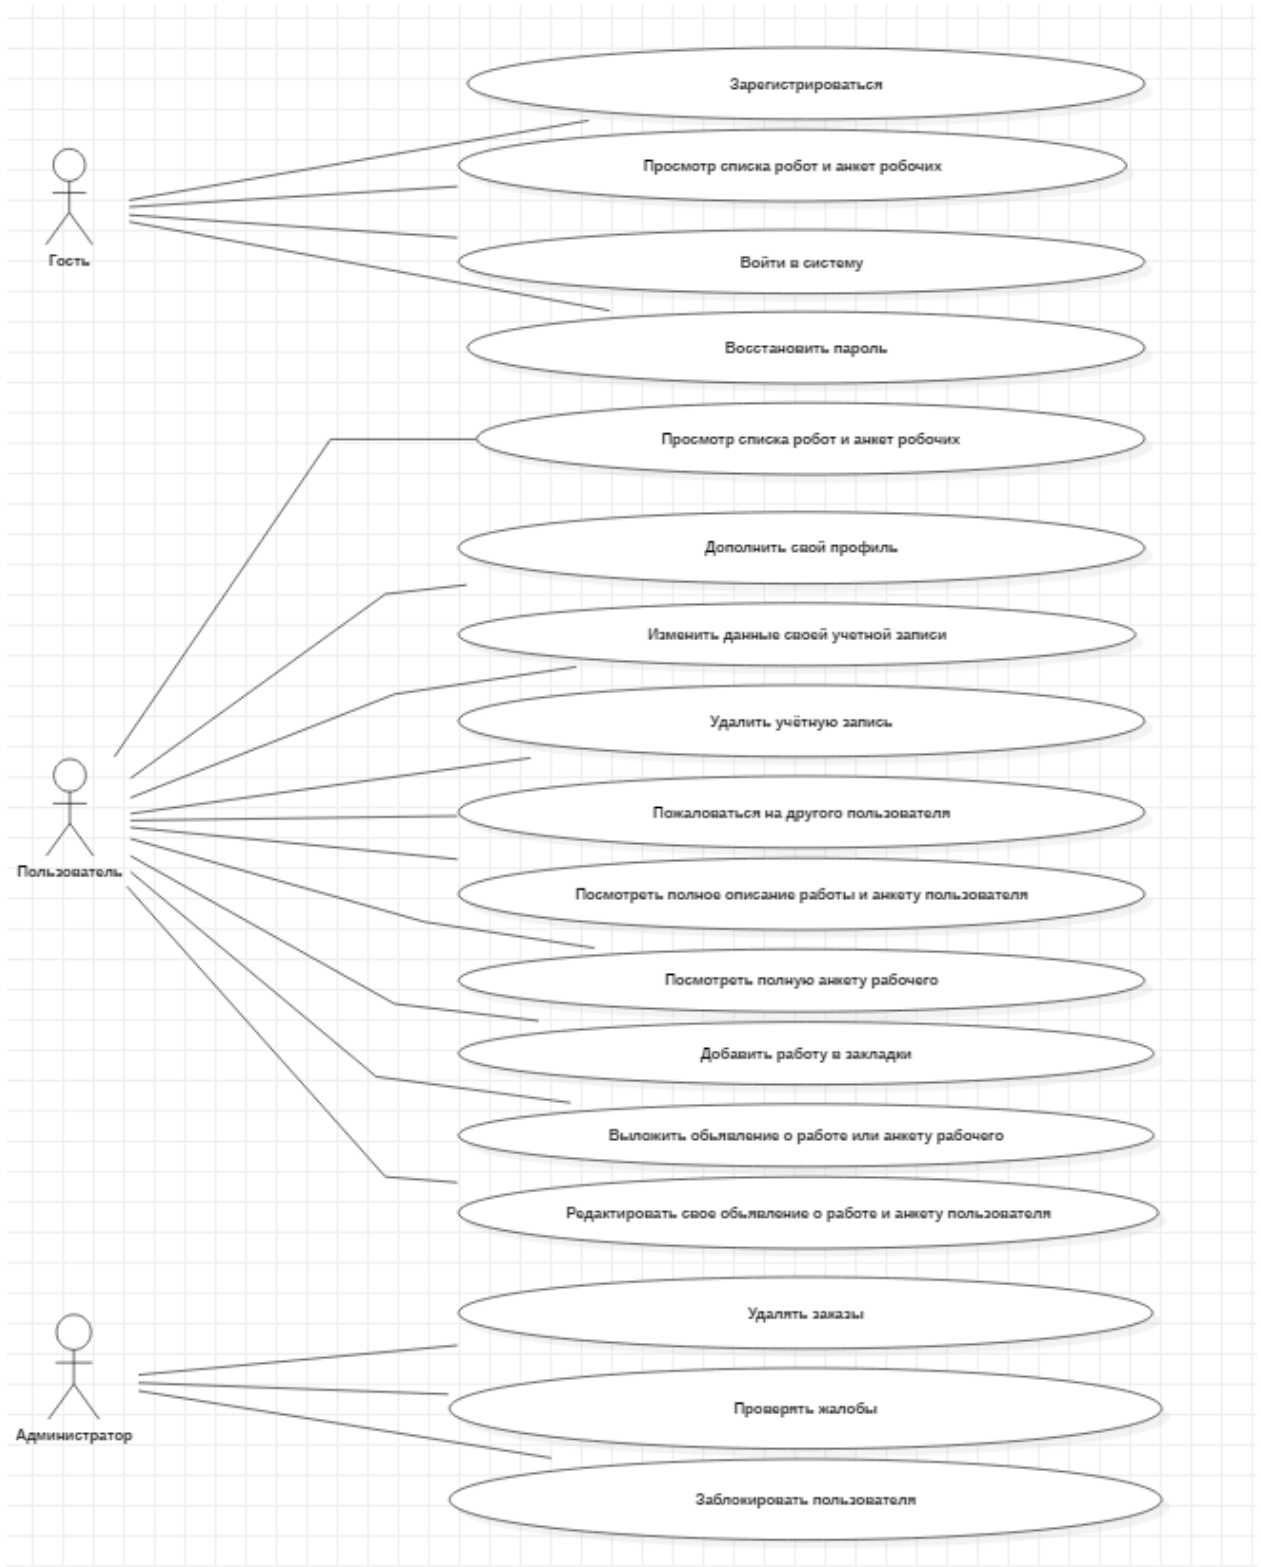 Зарегистрироваться
Просмотр списка робот и анкет робочих
Гость
Войти в систему
Восстановить пароль
Просмотр списка робот и анкет робочих
Дополнить свой профиль
Изменить данные своей учетной записи
Удалить учётную запись
Пожаловаться на другого пользователя
Пользователь
Посмотреть полное описание работы и анкету пользователя
Посмотреть полную анкету рабочего
Добавить работу в закладки
Выложить обьявление о работе или анкету рабочего
Редактировать свое обьявление о работе и анкету пользователя
Удалять заказы
Проверять жалобы
Администратор
Заблокировать пользователя